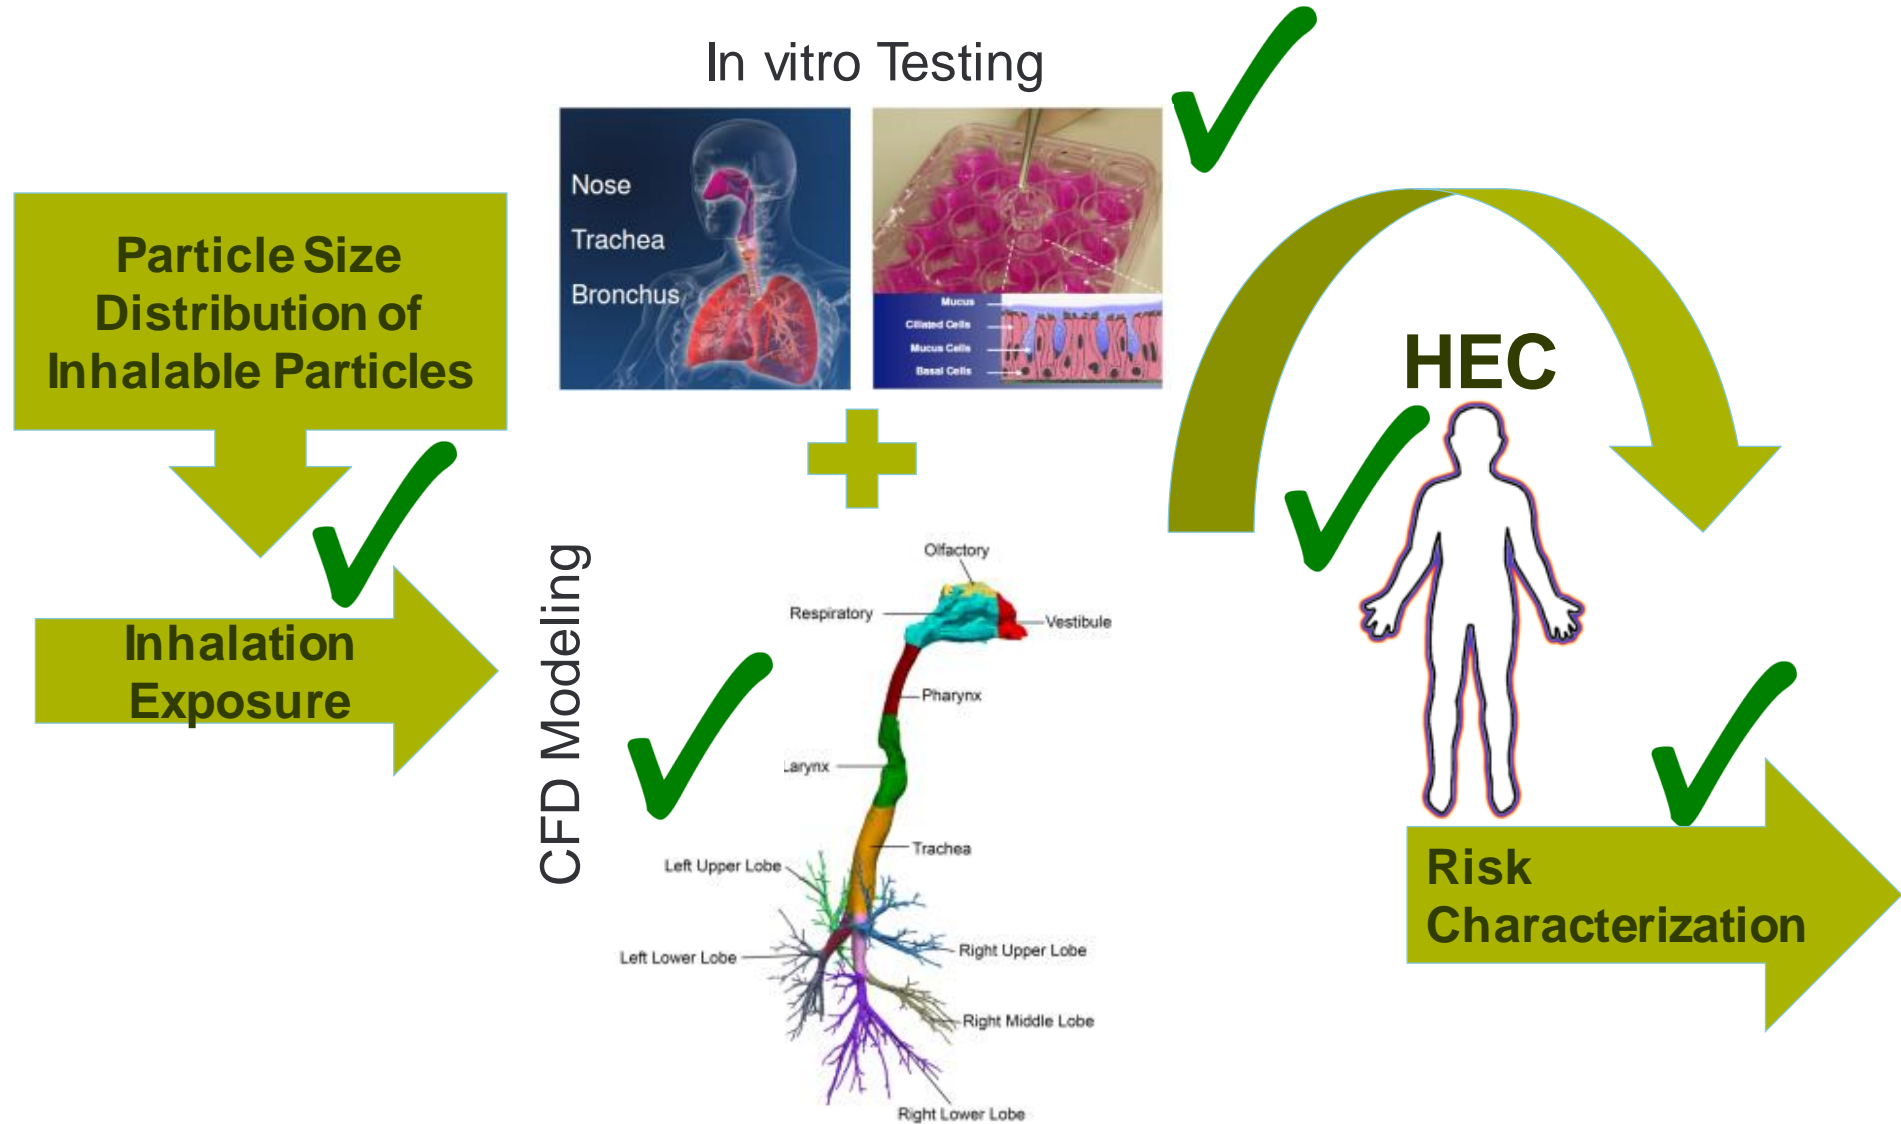 In vitro Testing
Nose
Trachea
Bronchus
Mucus
Ciliated Cells
Mucus Cells
Basal Cells
Particle Size
Distribution of
Inhalable Particles
Inhalation
Exposure
CFD Modeling
Olfactory
Respiratory
Vestibule
Pharynx
Larynx
Trachea
Left Upper Lobe
Left Lower Lobe
Right Upper Lobe
Right Middle Lobe
Right Lower Lobe
HEC
Risk
Characterization